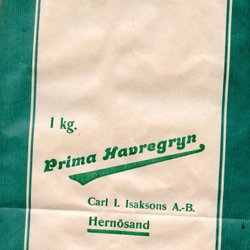 1 kg.
Prima Havregryn
Carl I. Isaksons A.-B.
Hernösand